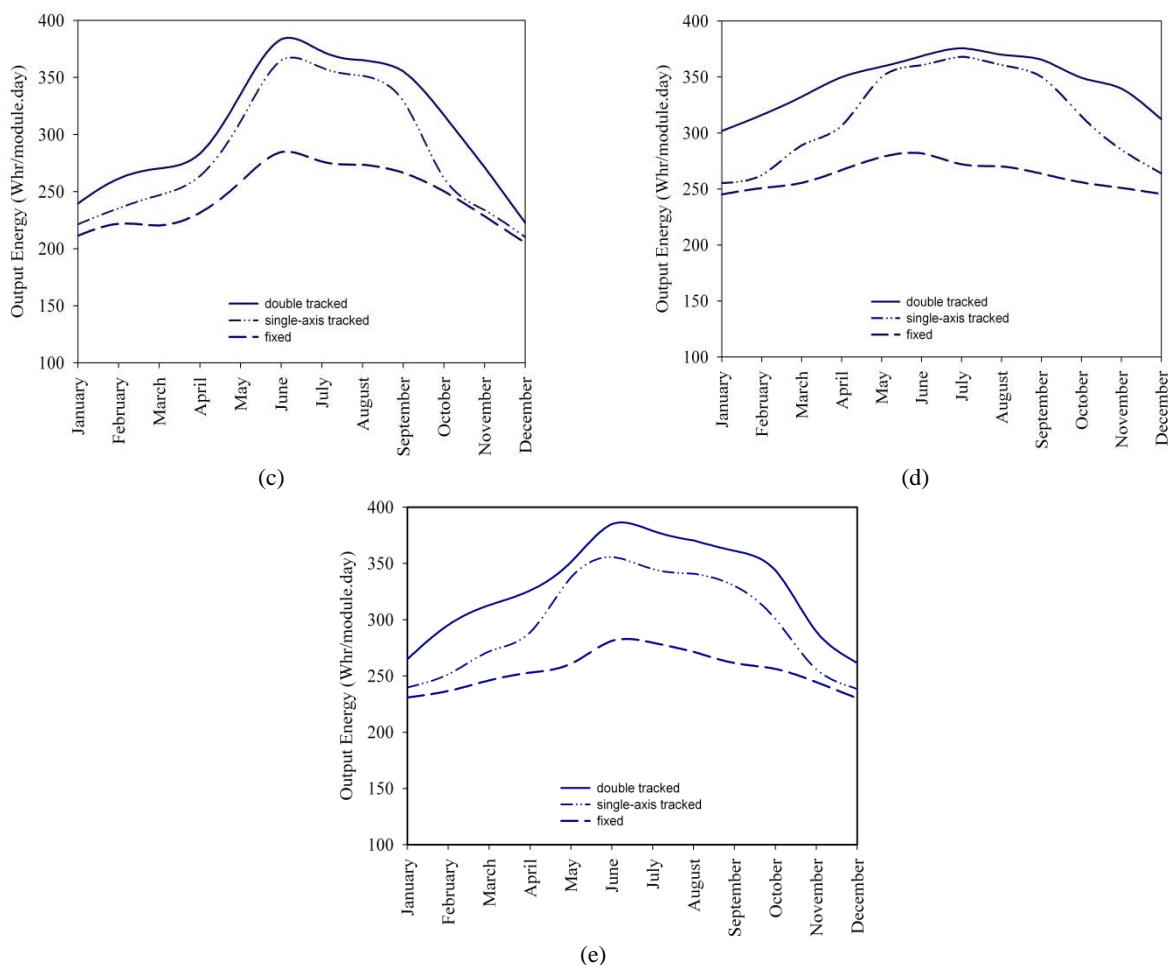 Output Energy (Whr/module.day)
400
350
300
250
200
150
100
double tracked
single-axis tracked
fixed
January
February
March
April
May
June
July
August
September
October
November
December
(c)
Output Energy (Whr/module.day)
400
350
300
250
200
150
100
double tracked
single-axis tracked
fixed
January
February
March
April
May
June
July
August
September
October
November
December
(d)
Output Energy (Whr/module.day)
400
350
300
250
200
150
100
double tracked
single-axis tracked
fixed
January
February
March
April
May
June
July
August
September
October
November
December
(e)